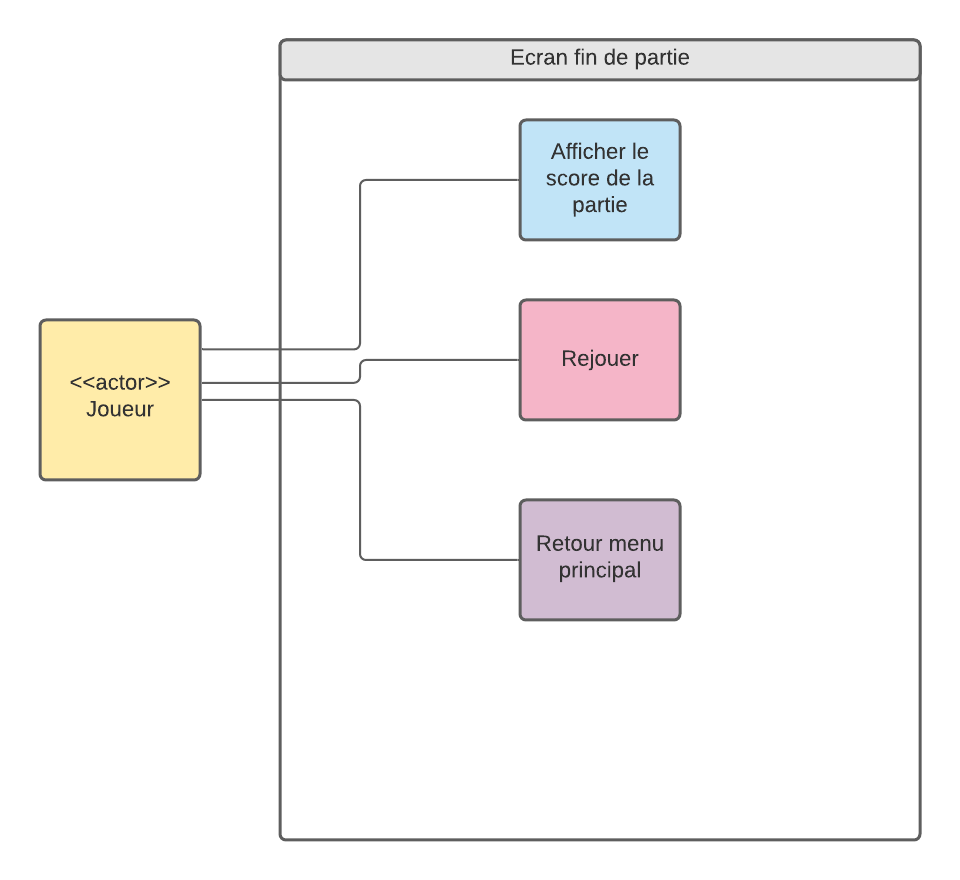 Ecran fin de partie
Afficher le
score de la
partie
<<actor>>
Joueur
Rejouer
Retour menu
principal